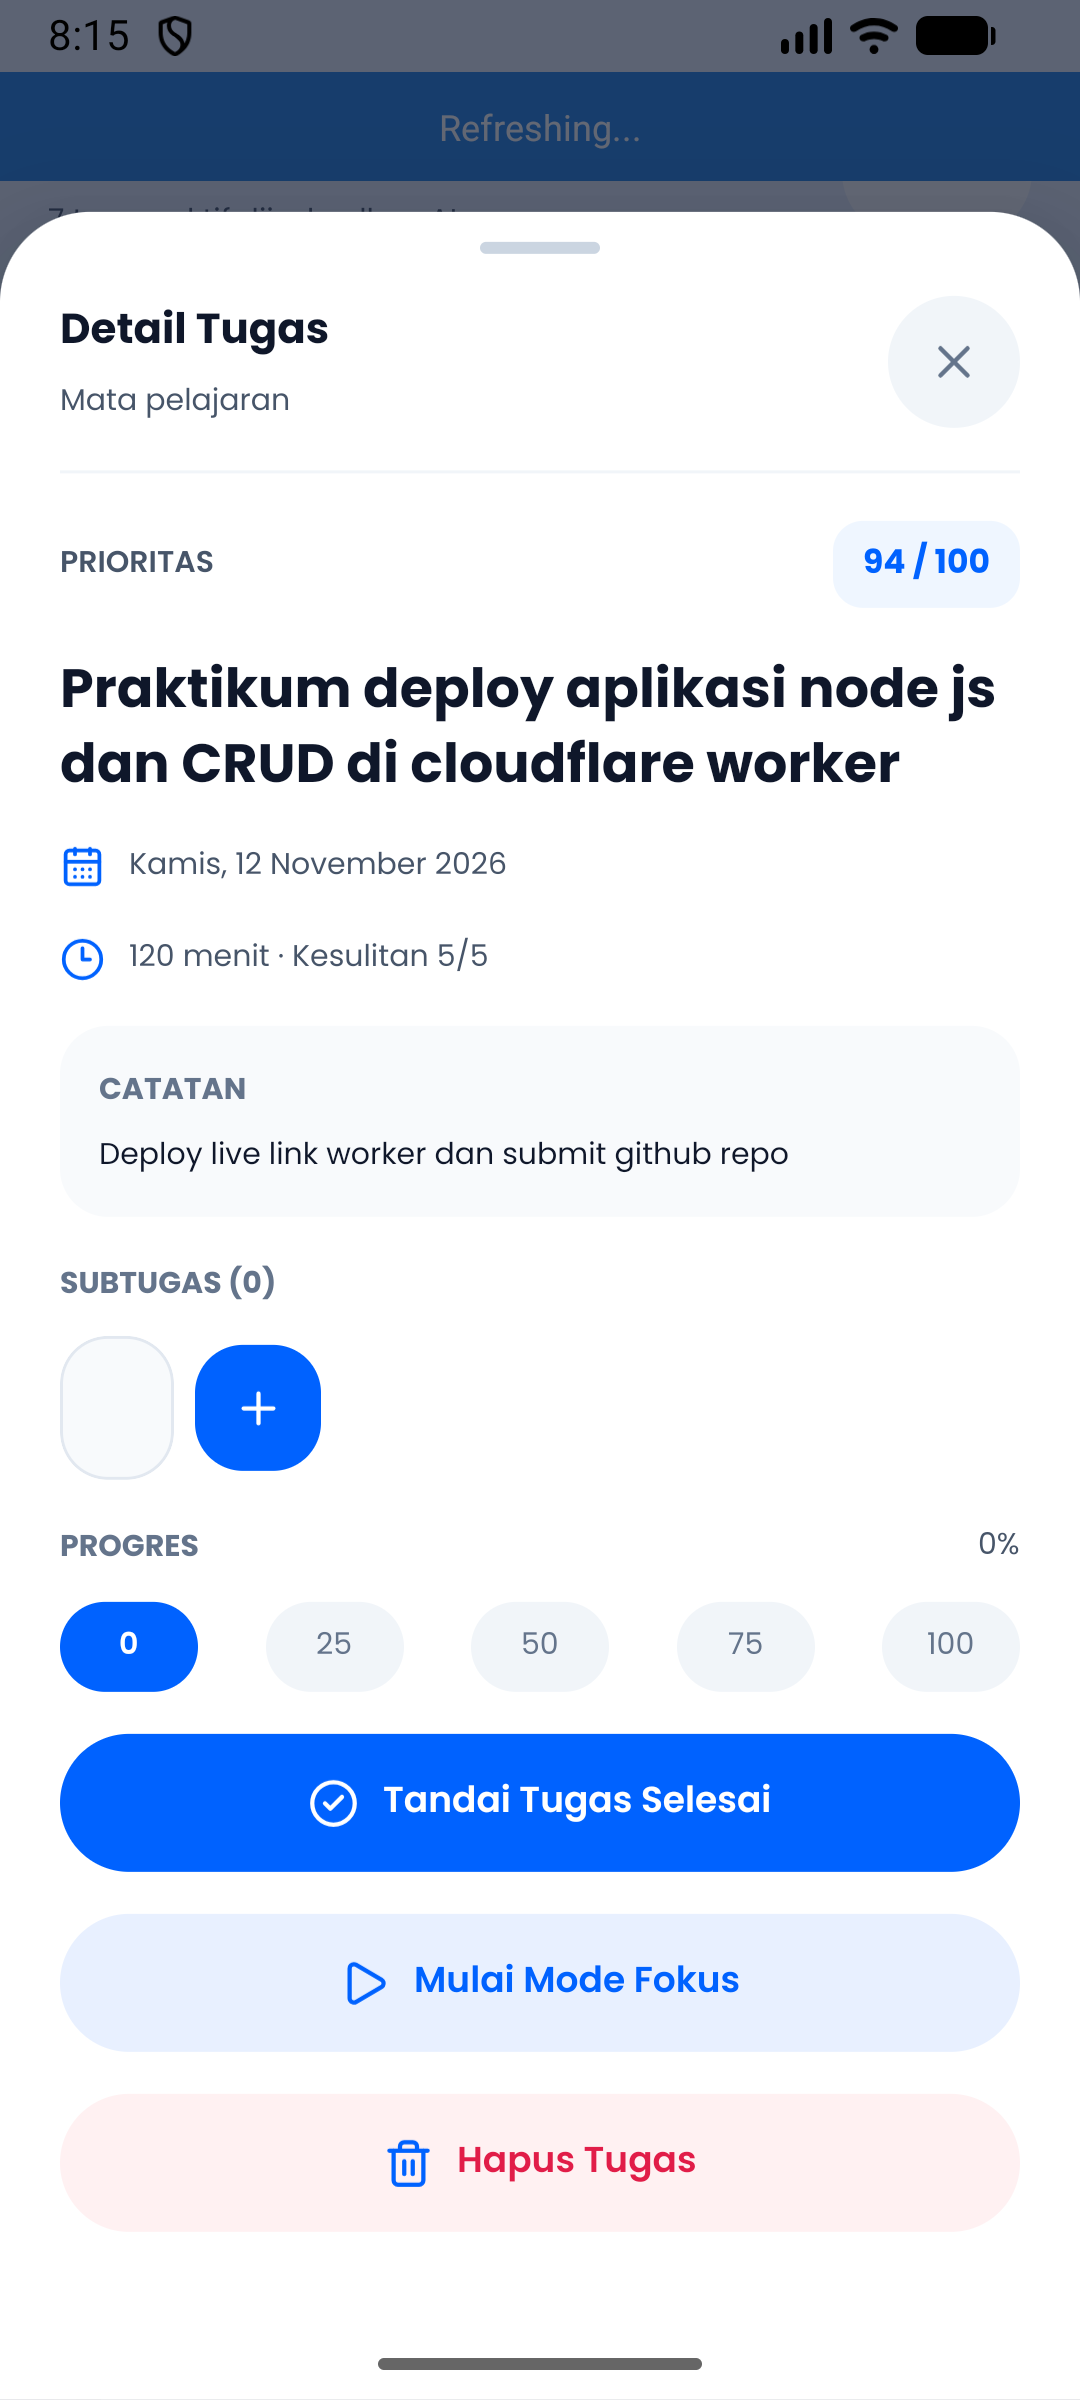 8:15
Refreshing...
Detail Tugas
Mata pelajaran
PRIORITAS
94 / 100
Praktikum deploy aplikasi node js
dan CRUD di cloudflare worker
Kamis, 12 November 2026
120 menit · Kesulitan 5/5
CATATAN
Deploy live link worker dan submit github repo
SUBTUGAS (0)
PROGRES
0%
0
25
50
75
100
Tandai Tugas Selesai
Mulai Mode Fokus
Hapus Tugas